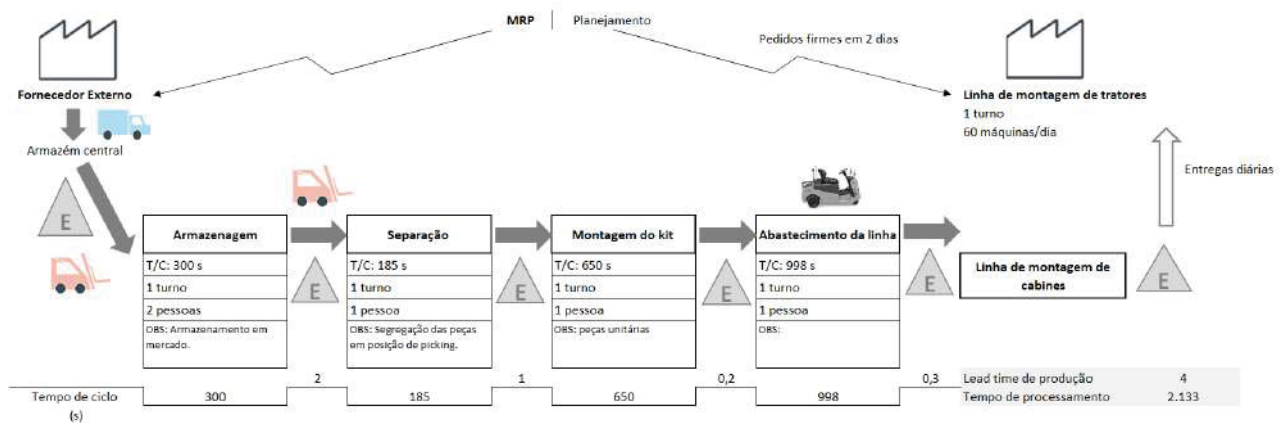 MRP Planejamento
Pedidos firmes em 2 dias
Fornecedor Externo
Armazém central
Linha de montagem de tratores
1 turno
60 máquinas/dia
Entregas diárias
E
Armazenagem
T/C: 300 s
1 turno
2 pessoas
OBS: Armazenamento em
mercado.
E
Separação
T/C: 185 s
1 turno
1 pessoa
OBS: Segregação das peças
em posição de picking.
E
Montagem do kit
T/C: 650 s
1 turno
1 pessoa
OBS: peças unitárias
E
Abastecimento da linha
T/C: 998 s
1 turno
1 pessoa
OBS:
E
Linha de montagem de
cabines
E
2 1 0,2 0,3 Lead time de produção 4
Tempo de ciclo 300 185 650 998 Tempo de processamento 2.133
(s)